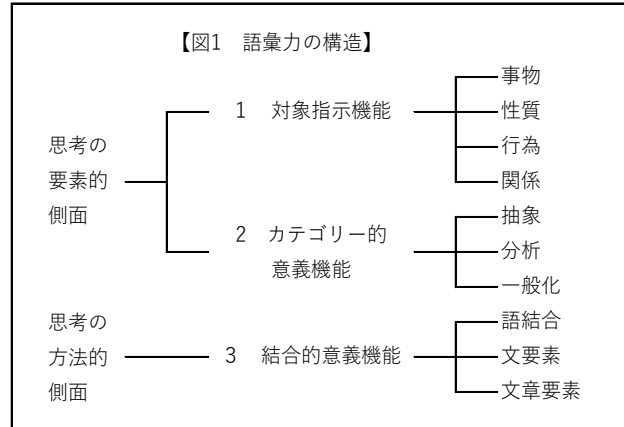 【図1 語彙力の構造】
思考の
要素的
側面
1 対象指示機能
事物
性質
行為
関係
2 カテゴリー的
意義機能
抽象
分析
一般化
思考の
方法的
側面
3 結合的意義機能
語結合
文要素
文章要素